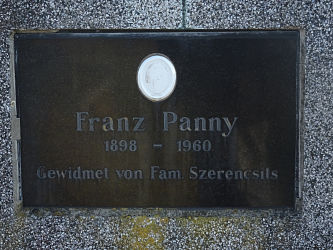 Franz Panny
1898 - 1960
Gewidmet von Fam. Szerencsits